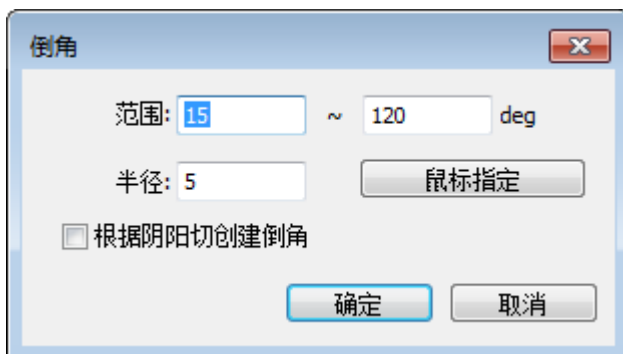 倒角
范围: 15 ~ 120 deg
半径: 5 鼠标指定
根据阴阳切创建倒角
确定 取消